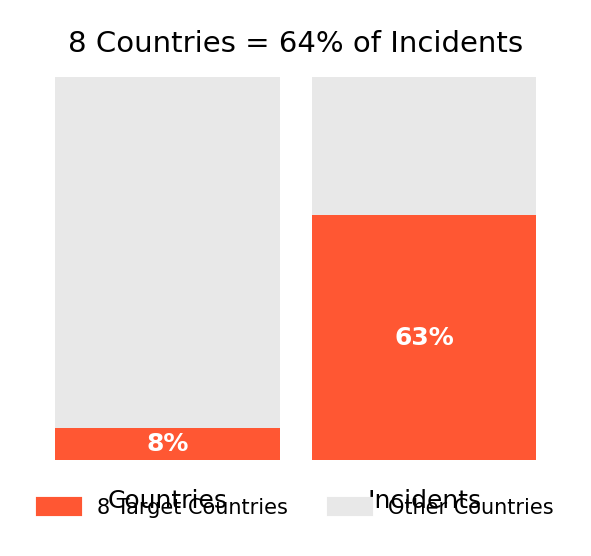 8 Countries = 64% of Incidents
63%
8%
Countries
Incidents
8 Target Countries
Other Countries